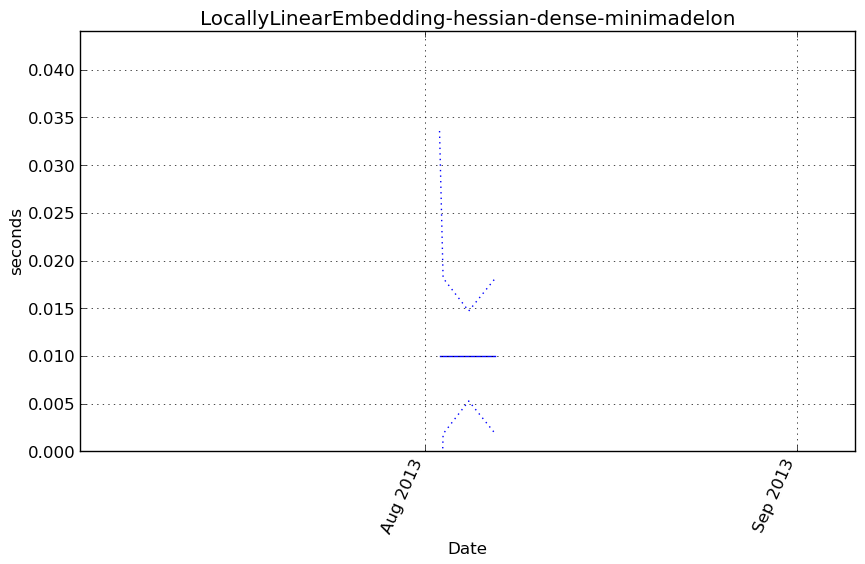 LocallyLinearEmbedding-hessian-dense-minimadelon
0.040
0.035
0.030
0.025
0.020
0.015
0.010
0.005
0.000
seconds
Aug 2013
Sep 2013
Date